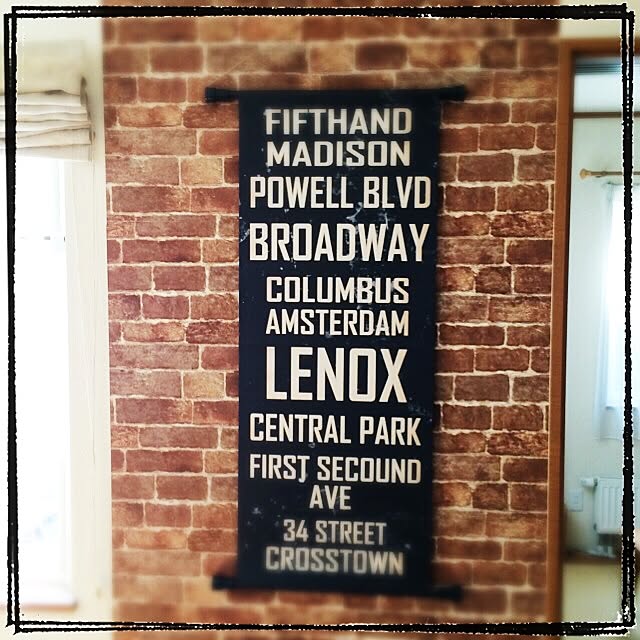 FIFTHAND
MADISON
POWELL BLVD
BROADWAY
COLUMBUS
AMSTERDAM
LENOX
CENTRAL PARK
FIRST SECOUND
AVE
34 STREET
CROSSTOWN